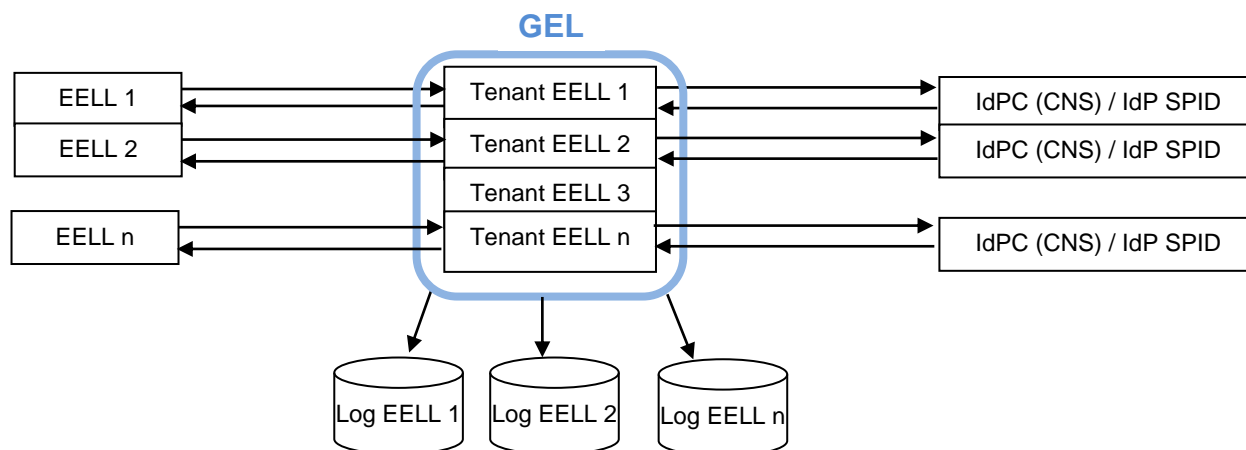 GEL
EELL 1
Tenant EELL 1
IdPC (CNS) / IdP SPID
EELL 2
Tenant EELL 2
IdPC (CNS) / IdP SPID
Tenant EELL 3
EELL n
Tenant EELL n
IdPC (CNS) / IdP SPID
Log EELL 1
Log EELL 2
Log EELL n